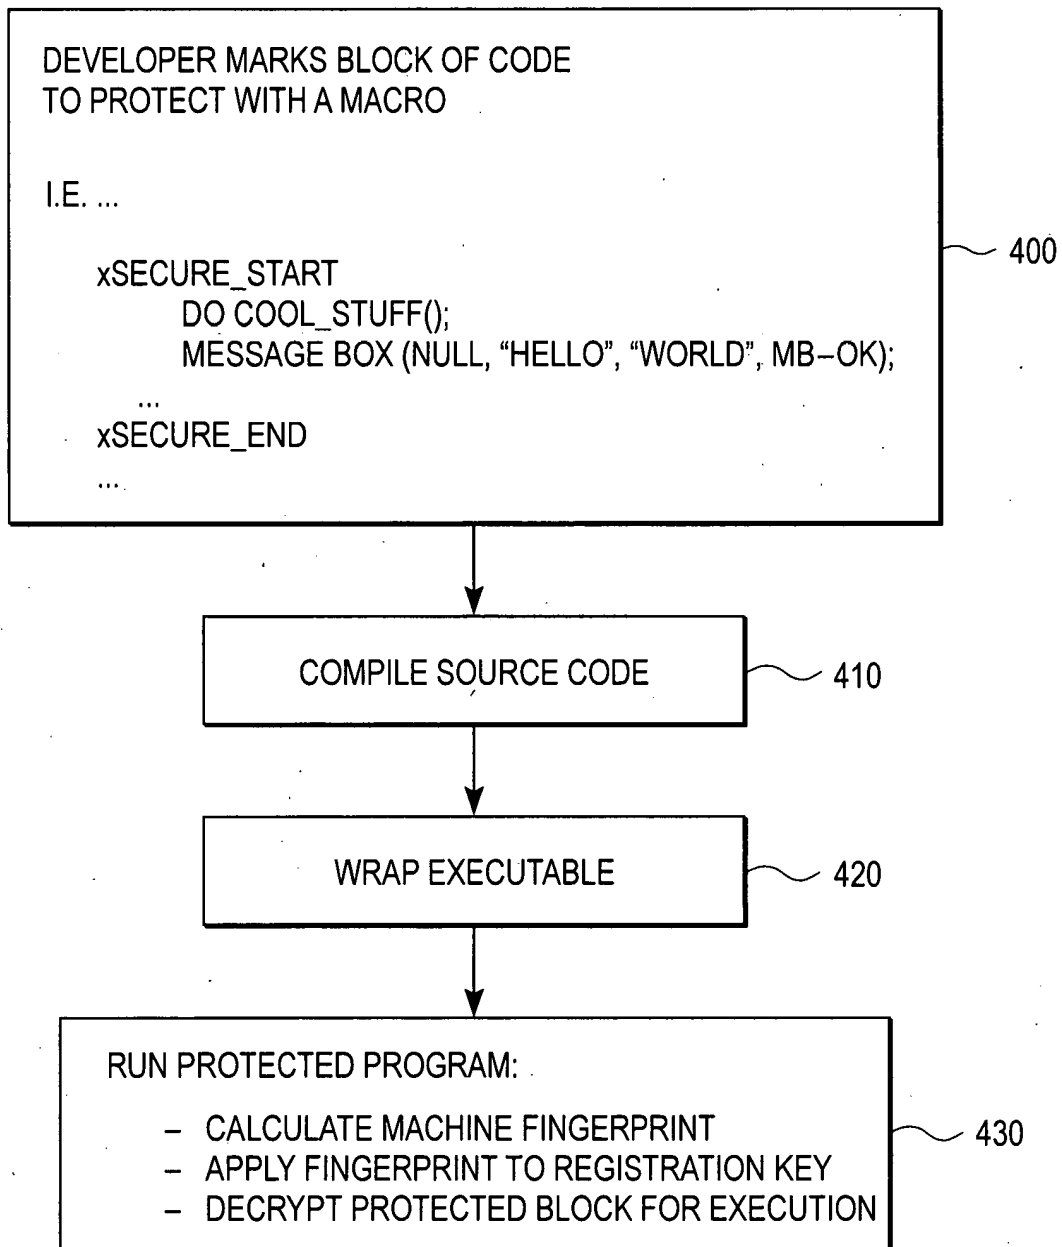 DEVELOPER MARKS BLOCK OF CODE
TO PROTECT WITH A MACRO
I.E. ...
xSECURE_START
DO COOL_STUFF();
MESSAGE BOX (NULL, “HELLO”, “WORLD”, MB–OK);
...
xSECURE_END
...
400
COMPILE SOURCE CODE
410
WRAP EXECUTABLE
420
RUN PROTECTED PROGRAM:
– CALCULATE MACHINE FINGERPRINT
– APPLY FINGERPRINT TO REGISTRATION KEY
– DECRYPT PROTECTED BLOCK FOR EXECUTION
430